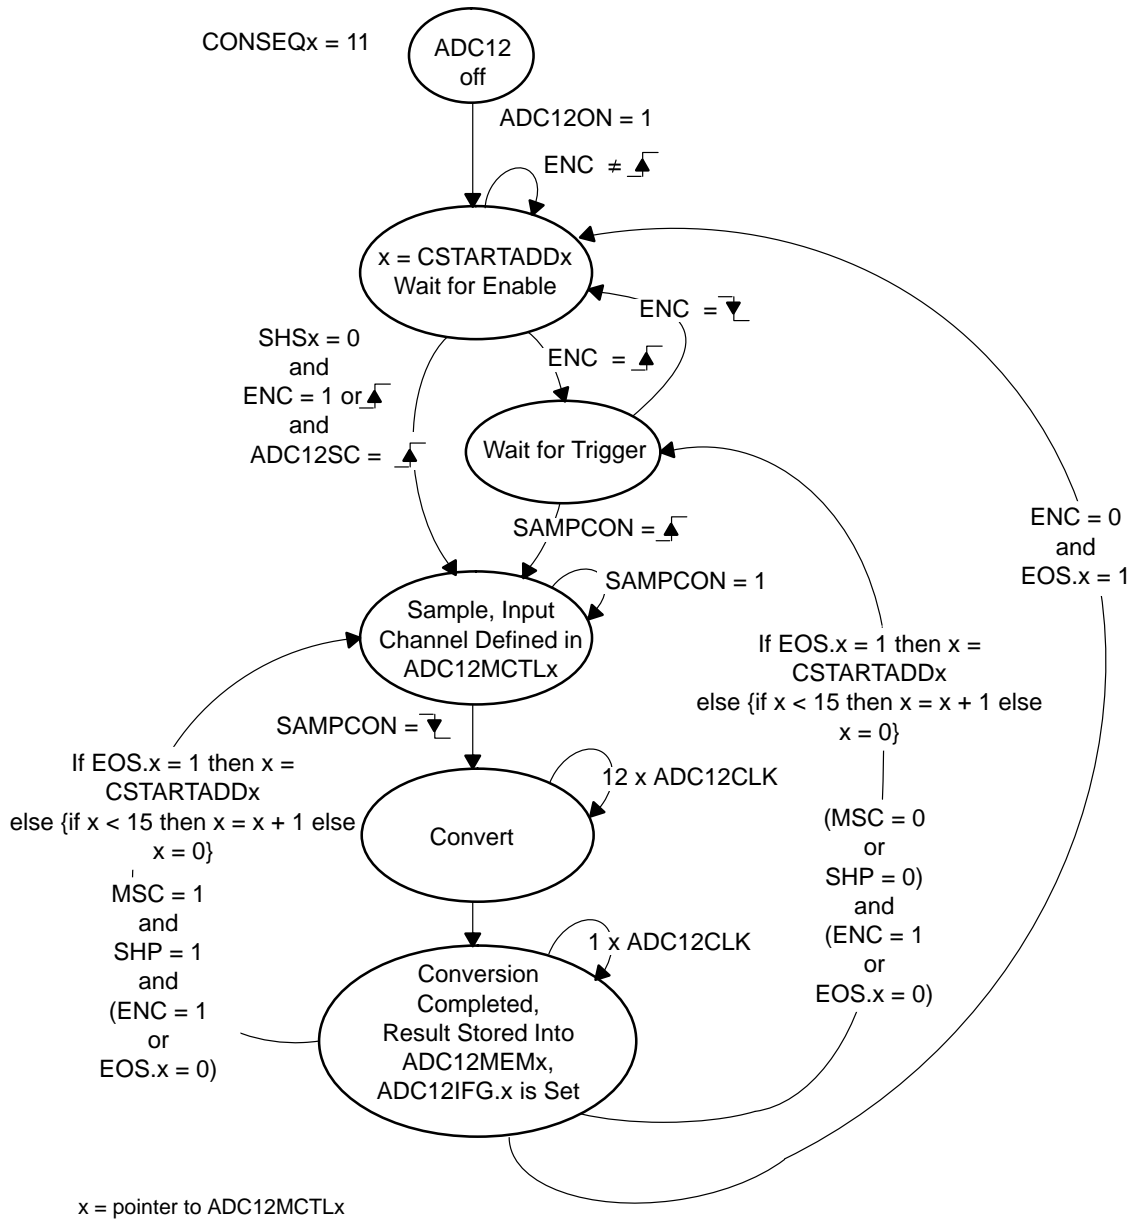 CONSEQx = 11
ADC12
off
ADC12ON = 1
ENC ≠
x = CSTARTADDx
Wait for Enable
ENC =
SHSx = 0
and
ENC = 1 or
and
ADC12SC =
ENC =
Wait for Trigger
SAMPCON =
ENC = 0
and
EOS.x = 1
SAMPCON = 1
Sample, Input
Channel Defined in
ADC12MCTLx
If EOS.x = 1 then x =
CSTARTADDx
else {if x < 15 then x = x + 1 else
x = 0}
SAMPCON =
If EOS.x = 1 then x =
CSTARTADDx
else {if x < 15 then x = x + 1 else
x = 0}
12 x ADC12CLK
Convert
(MSC = 0
or
SHP = 0)
and
(ENC = 1
or
EOS.x = 0)
MSC = 1
and
SHP = 1
and
(ENC = 1
or
EOS.x = 0)
1 x ADC12CLK
Conversion
Completed,
Result Stored Into
ADC12MEMx,
ADC12IFG.x is Set
x = pointer to ADC12MCTLx